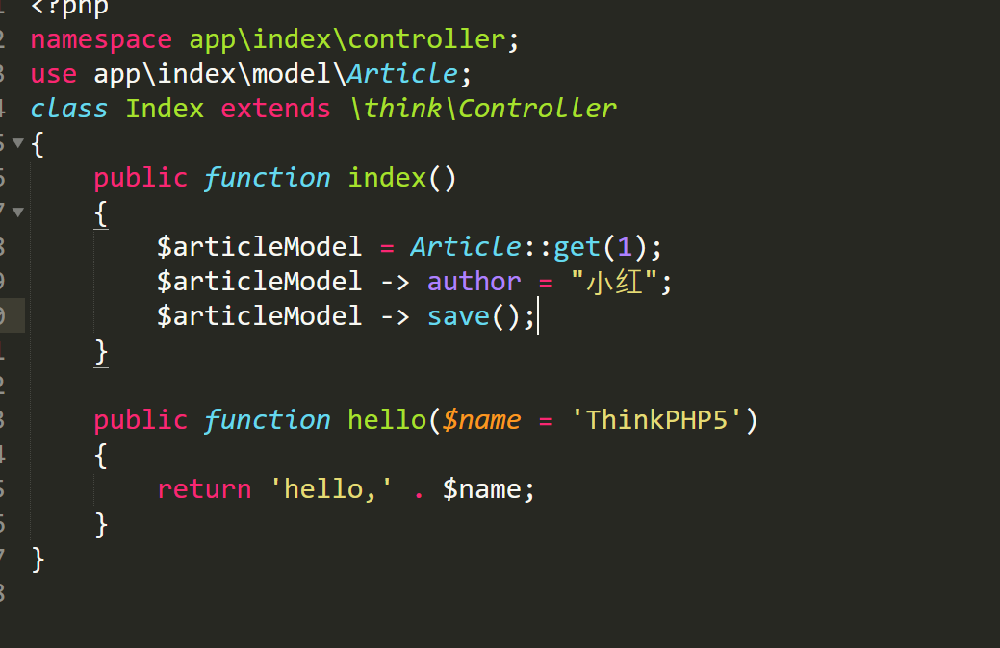 <?php
namespace app\index\controller;
use app\index\model\Article;
class Index extends \think\Controller
{
    public function index()
    {
        $articleModel = Article::get(1);
        $articleModel -> author = "小红";
        $articleModel -> save();
    }

    public function hello($name = 'ThinkPHP5')
    {
        return 'hello,' . $name;
    }
}